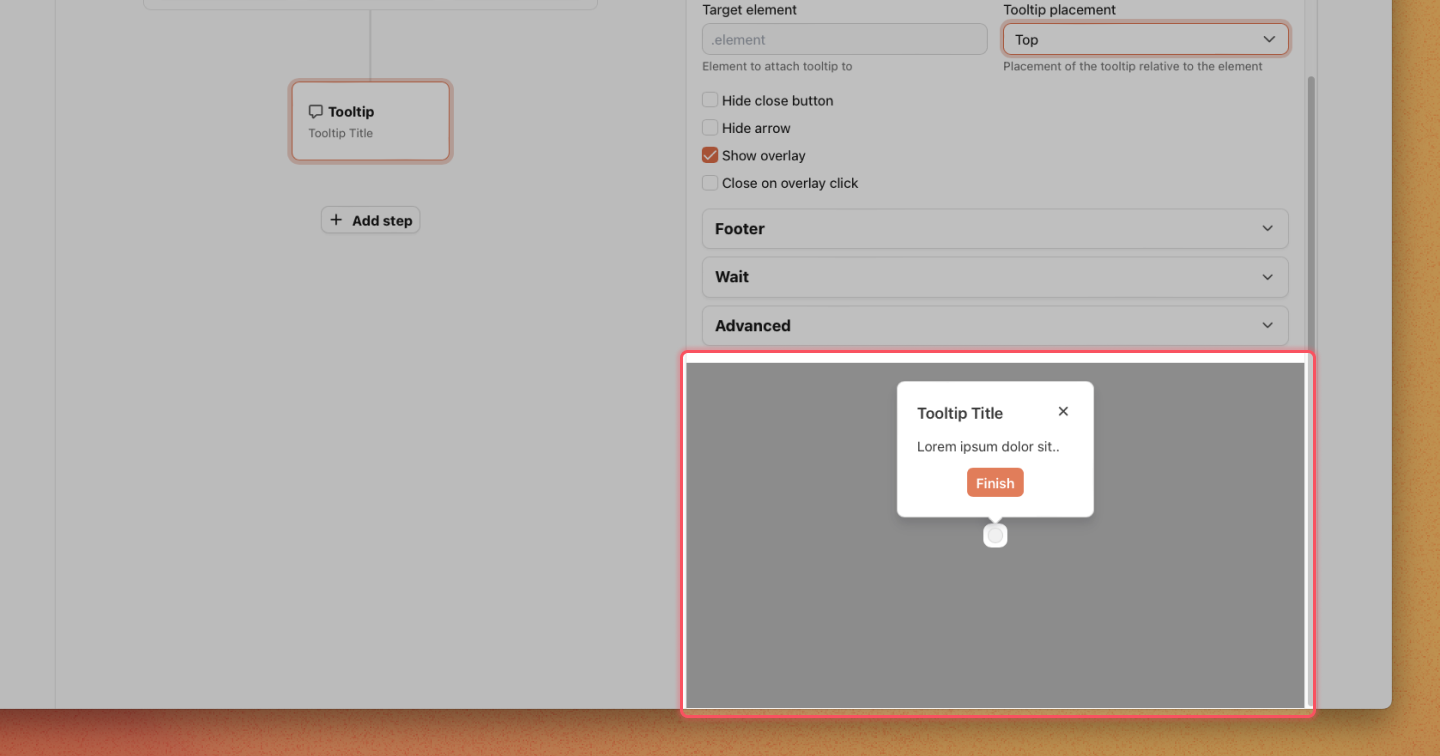 Target element
Tooltip placement
.element
Top
Element to attach tooltip to
Placement of the tooltip relative to the element
Tooltip
Tooltip Title
Add step
Hide close button
Hide arrow
Show overlay
Close on overlay click
Footer
Wait
Advanced
Tooltip Title
Lorem ipsum dolor sit..
Finish